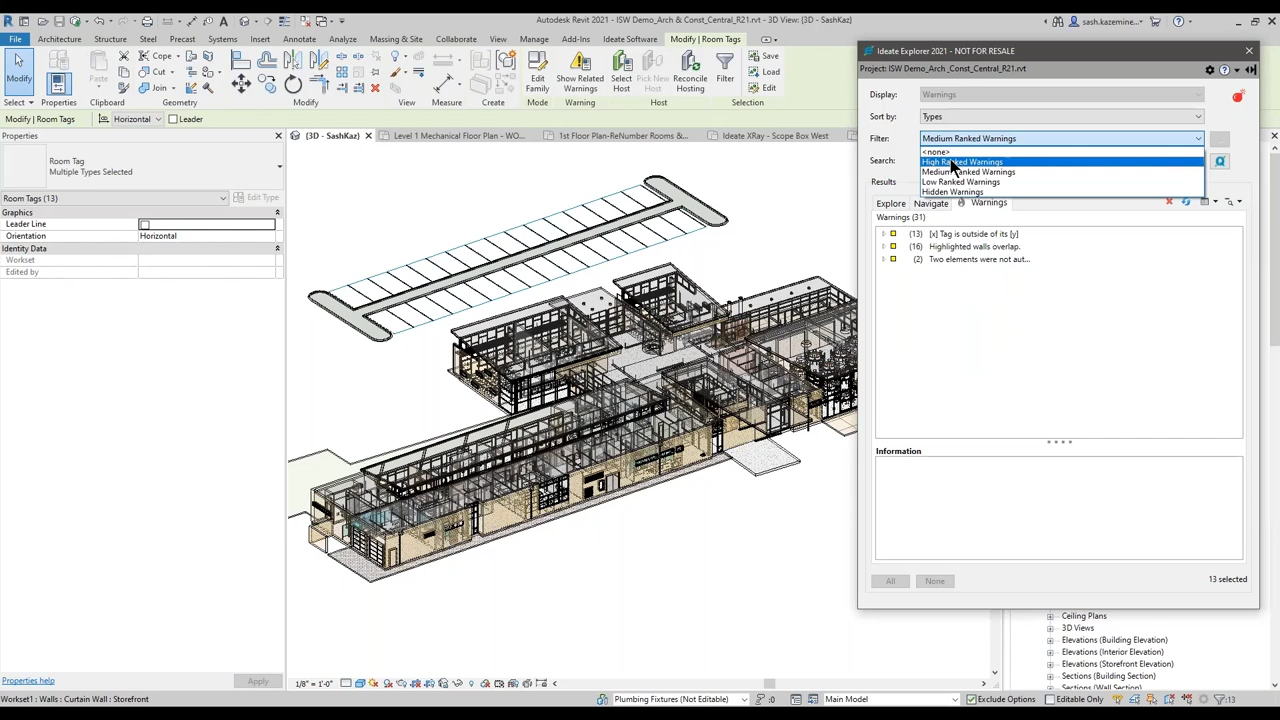 Autodesk Revit 2021 - ISW Demo_Arch & Const_Central_R21.rvt - 3D View: {3D - SashKaz}
sash.kazemine...
File Architecture Structure Steel Precast Systems Insert Annotate Analyze Massing & Site Collaborate View Manage Add-Ins Ideate Software Modify | Room Tags
Modify
Paste
Cope
Cut
Join
Edit Family
Show Related Warnings
Select Host
Pick New Host
Reconcile Hosting
Filter
Save
Load
Edit
Select Properties Clipboard Geometry Modify View Measure Create Mode Warning Host Selection
Modify | Room Tags Horizontal Leader
Properties
{3D - SashKaz} Level 1 Mechanical Floor Plan - WO... 1st Floor Plan-ReNumber Rooms &... Ideate XRay - Scope Box West
Room Tag
Multiple Types Selected
Room Tags (13) Edit Type
Graphics
Leader Line
Orientation Horizontal
Identity Data
Workset
Edited by
Properties help Apply
Ideate Explorer 2021 - NOT FOR RESALE
Project: ISW Demo_Arch_Const_Central_R21.rvt
Display: Warnings
Sort by: Types
Filter: Medium Ranked Warnings
<none>
Search:
High Ranked Warnings
Medium Ranked Warnings
Results
Low Ranked Warnings
Hidden Warnings
Explore Navigate Warnings
Warnings (31)
(13) [x] Tag is outside of its [y]
(16) Highlighted walls overlap.
(2) Two elements were not aut...
Information
All None 13 selected
Ceiling Plans
3D Views
Elevations (Building Elevation)
Elevations (Interior Elevation)
Elevations (Storefront Elevation)
Sections (Building Section)
Sections (Wall Section)
1/8" = 1'-0"
Workset1 : Walls : Curtain Wall : Storefront Plumbing Fixtures (Not Editable) :0 Main Model Exclude Options Editable Only :13